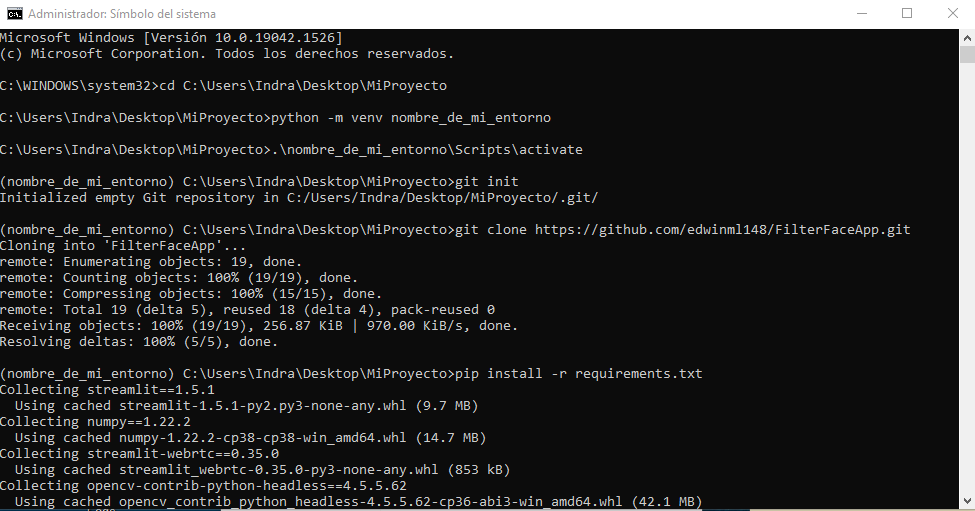 Administrador: Símbolo del sistema
Microsoft Windows [Versión 10.0.19042.1526]
(c) Microsoft Corporation. Todos los derechos reservados.
C:\WINDOWS\system32>cd C:\Users\Indra\Desktop\MiProyecto
C:\Users\Indra\Desktop\MiProyecto>python -m venv nombre_de_mi_entorno
C:\Users\Indra\Desktop\MiProyecto>.\nombre_de_mi_entorno\Scripts\activate
(nombre_de_mi_entorno) C:\Users\Indra\Desktop\MiProyecto>git init
Initialized empty Git repository in C:/Users/Indra/Desktop/MiProyecto/.git/
(nombre_de_mi_entorno) C:\Users\Indra\Desktop\MiProyecto>git clone https://github.com/edwinml148/FilterFaceApp.git
Cloning into 'FilterFaceApp'...
remote: Enumerating objects: 19, done.
remote: Counting objects: 100% (19/19), done.
remote: Compressing objects: 100% (15/15), done.
remote: Total 19 (delta 5), reused 18 (delta 4), pack-reused 0
Receiving objects: 100% (19/19), 256.87 KiB | 970.00 KiB/s, done.
Resolving deltas: 100% (5/5), done.
(nombre_de_mi_entorno) C:\Users\Indra\Desktop\MiProyecto>pip install -r requirements.txt
Collecting streamlit==1.5.1
Using cached streamlit-1.5.1-py2.py3-none-any.whl (9.7 MB)
Collecting numpy==1.22.2
Using cached numpy-1.22.2-cp38-cp38-win_amd64.whl (14.7 MB)
Collecting streamlit-webrtc==0.35.0
Using cached streamlit_webrtc-0.35.0-py3-none-any.whl (853 kB)
Collecting opencv-contrib-python-headless==4.5.5.62
Using cached opencv_contrib_python_headless-4.5.5.62-cp36-abi3-win_amd64.whl (42.1 MB)